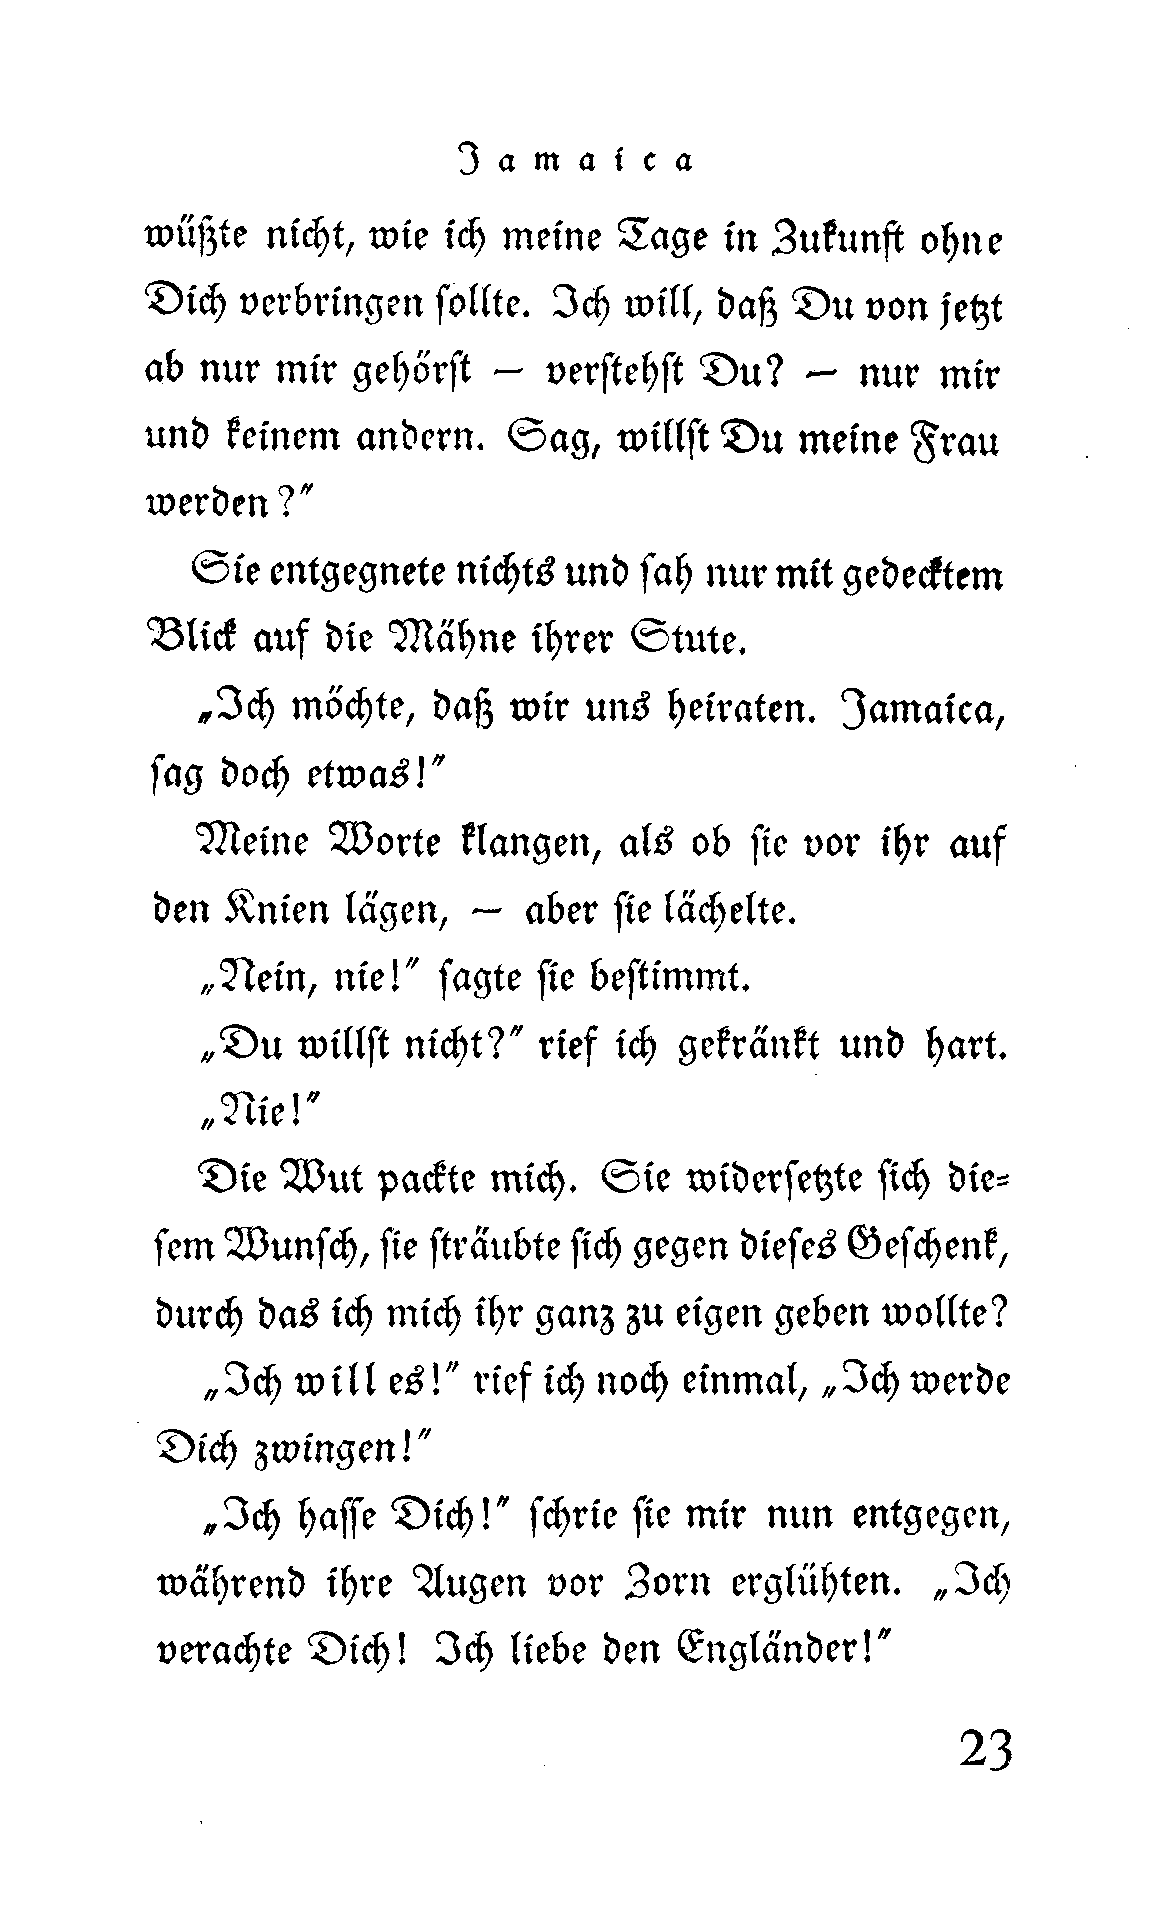 Jamaica
wüßte nicht, wie ich meine Tage in Zukunft ohne
Dich verbringen sollte. Ich will, daß Du von jetzt
ab nur mir gehörst — verstehst Du? — nur mir
und keinem andern. Sag, willst Du meine Frau
werden?"
Sie entgegnete nichts und sah nur mit gedecktem
Blick auf die Mähne ihrer Stute.
„Ich möchte, daß wir uns heiraten. Jamaica,
sag doch etwas!"
Meine Worte klangen, als ob sie vor ihr auf
den Knien lägen, — aber sie lächelte.
„Nein, nie!" sagte sie bestimmt.
„Du willst nicht?" rief ich gekränkt und hart.
„Nie!"
Die Wut packte mich. Sie widersetzte sich die-
sem Wunsch, sie sträubte sich gegen dieses Geschenk,
durch das ich mich ihr ganz zu eigen geben wollte?
„Ich will es!" rief ich noch einmal, „Ich werde
Dich zwingen!"
„Ich hasse Dich!" schrie sie mir nun entgegen,
während ihre Augen vor Zorn erglühten. „Ich
verachte Dich! Ich liebe den Engländer!"
23